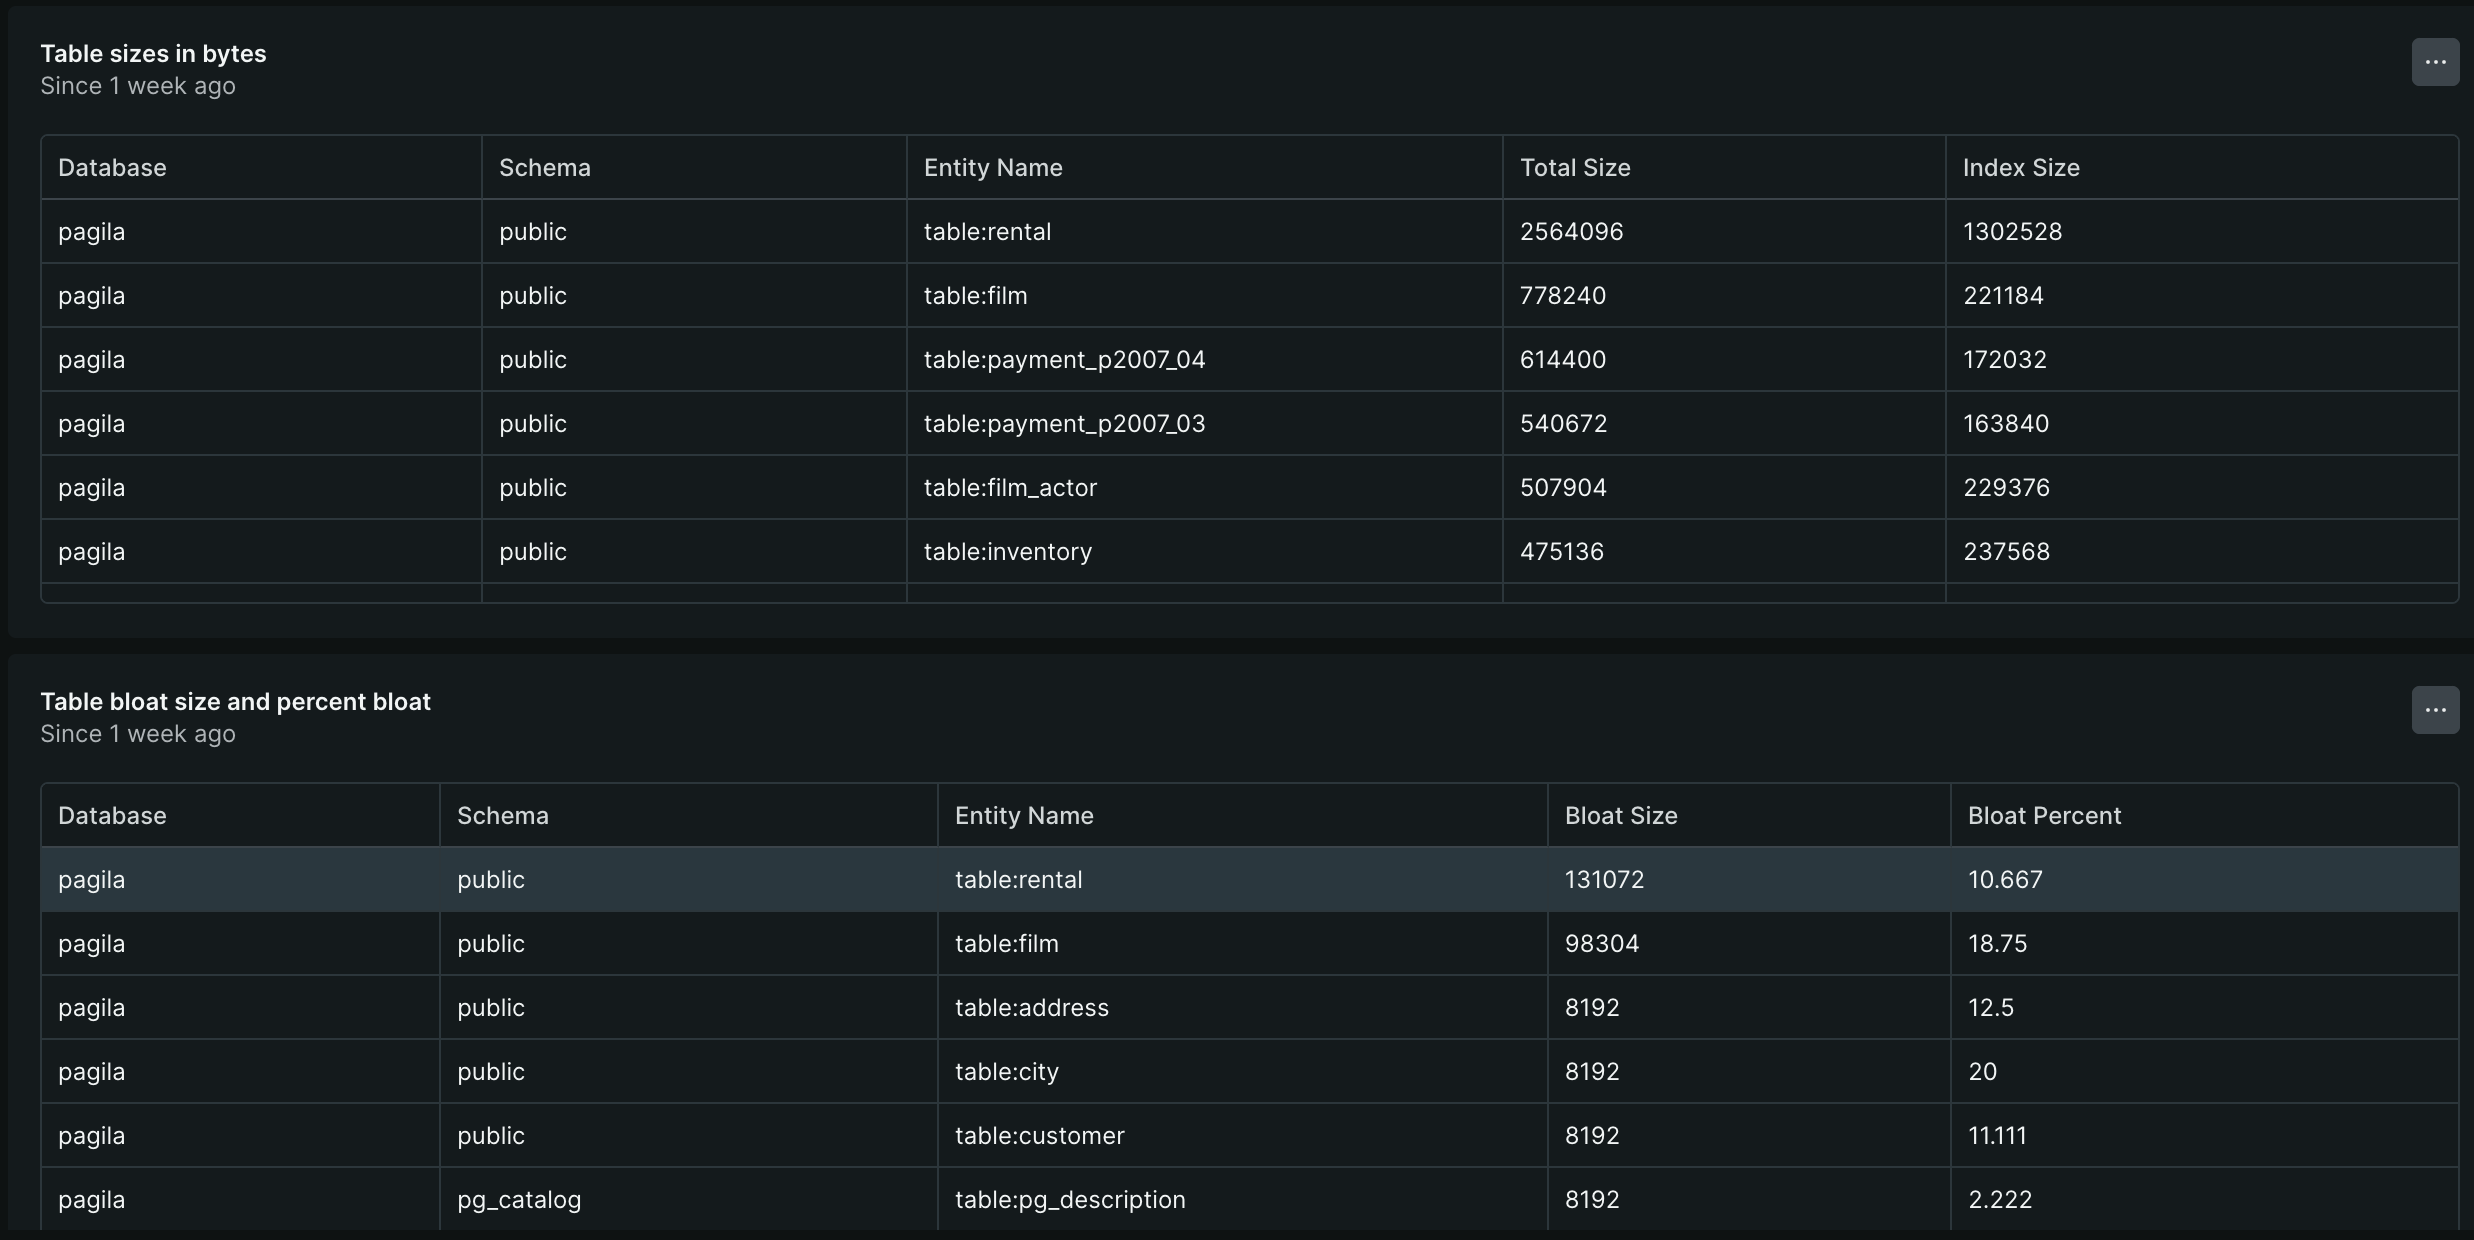 Table sizes in bytes
Since 1 week ago
...
Database Schema Entity Name Total Size Index Size
pagila public table:rental 2564096 1302528
pagila public table:film 778240 221184
pagila public table:payment_p2007_04 614400 172032
pagila public table:payment_p2007_03 540672 163840
pagila public table:film_actor 507904 229376
pagila public table:inventory 475136 237568
Table bloat size and percent bloat
Since 1 week ago
...
Database Schema Entity Name Bloat Size Bloat Percent
pagila public table:rental 131072 10.667
pagila public table:film 98304 18.75
pagila public table:address 8192 12.5
pagila public table:city 8192 20
pagila public table:customer 8192 11.111
pagila pg_catalog table:pg_description 8192 2.222